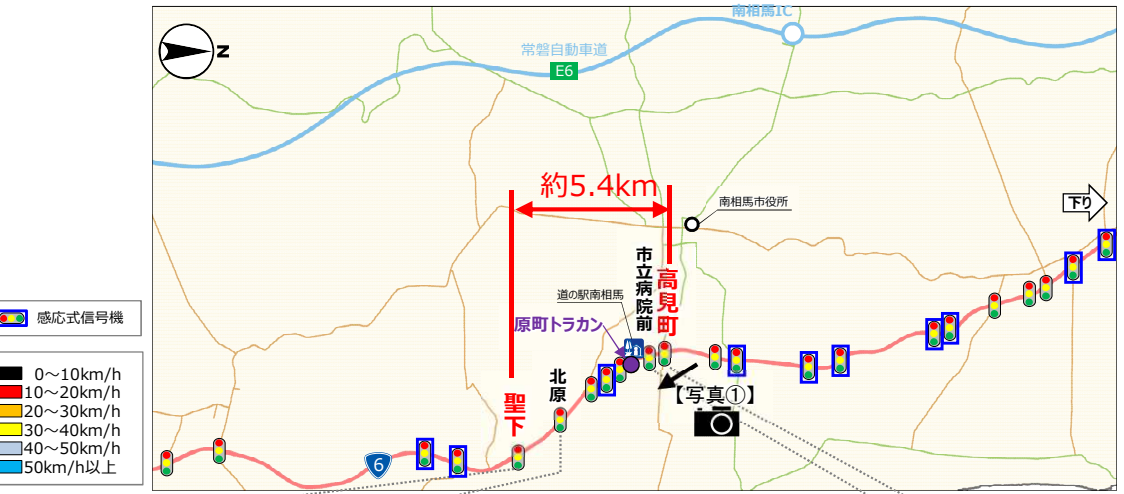 南相馬IC
常磐自動車道
E6
N
約5.4km
南相馬市役所
下り
市立病院前
高見町
道の駅南相馬
原町トラカン
感応式信号機
北原
聖下
【写真①】
6
0～10km/h
10～20km/h
20～30km/h
30～40km/h
40～50km/h
50km/h以上